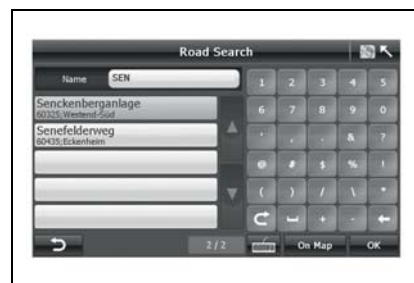 Road Search
Name SEN
1 2 3 4 5
Senckenberganlage
60325;Westend-Süd
6 7 8 9 0
Senefelderweg
60435;Eckenheim
' , . & ?
@ # $ % !
( ) / \ *
+ -
2/2
On Map
OK